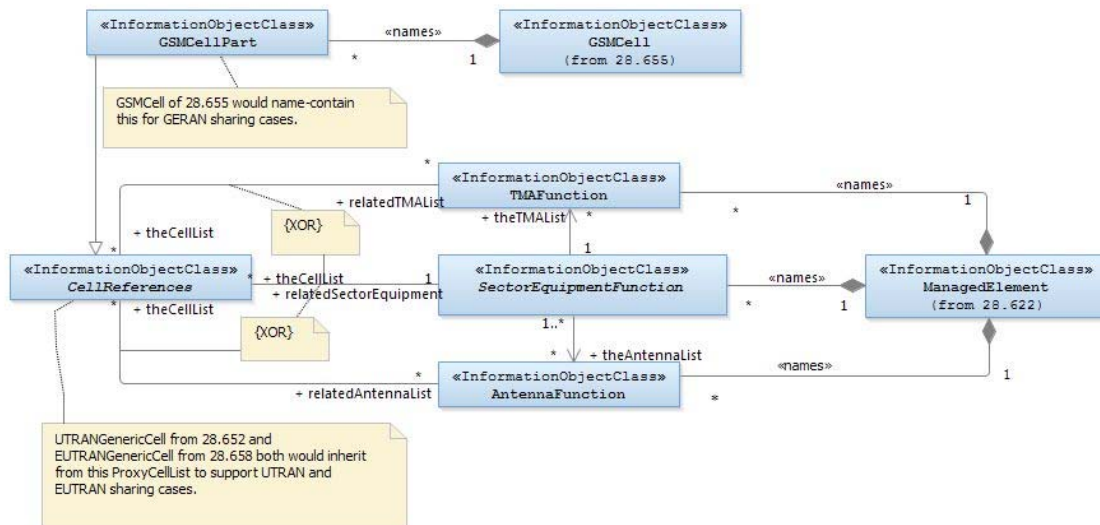 «InformationObjectClass»
GSMCellPart
«names»
*
1
«InformationObjectClass»
GSMCell
(from 28.655)
GSMCell of 28.655 would name-contain
this for GERAN sharing cases.
*
«InformationObjectClass»
TMAFunction
«names»
1
*
+ relatedTMAList
+ theTMAList
*
{XOR}
*
+ theCellList
1
«InformationObjectClass»
CellReferences
*
+ theCellList
1
+ relatedSectorEquipment
«InformationObjectClass»
SectorEquipmentFunction
«names»
*
1
«InformationObjectClass»
ManagedElement
(from 28.622)
*
+ theCellList
{XOR}
1..*
*
+ theAntennaList
*
+ relatedAntennaList
«InformationObjectClass»
AntennaFunction
«names»
*
1
UTRANGenericCell from 28.652 and
EUTRANGenericCell from 28.658 both would inherit
from this ProxyCellList to support UTRAN and
EUTRAN sharing cases.